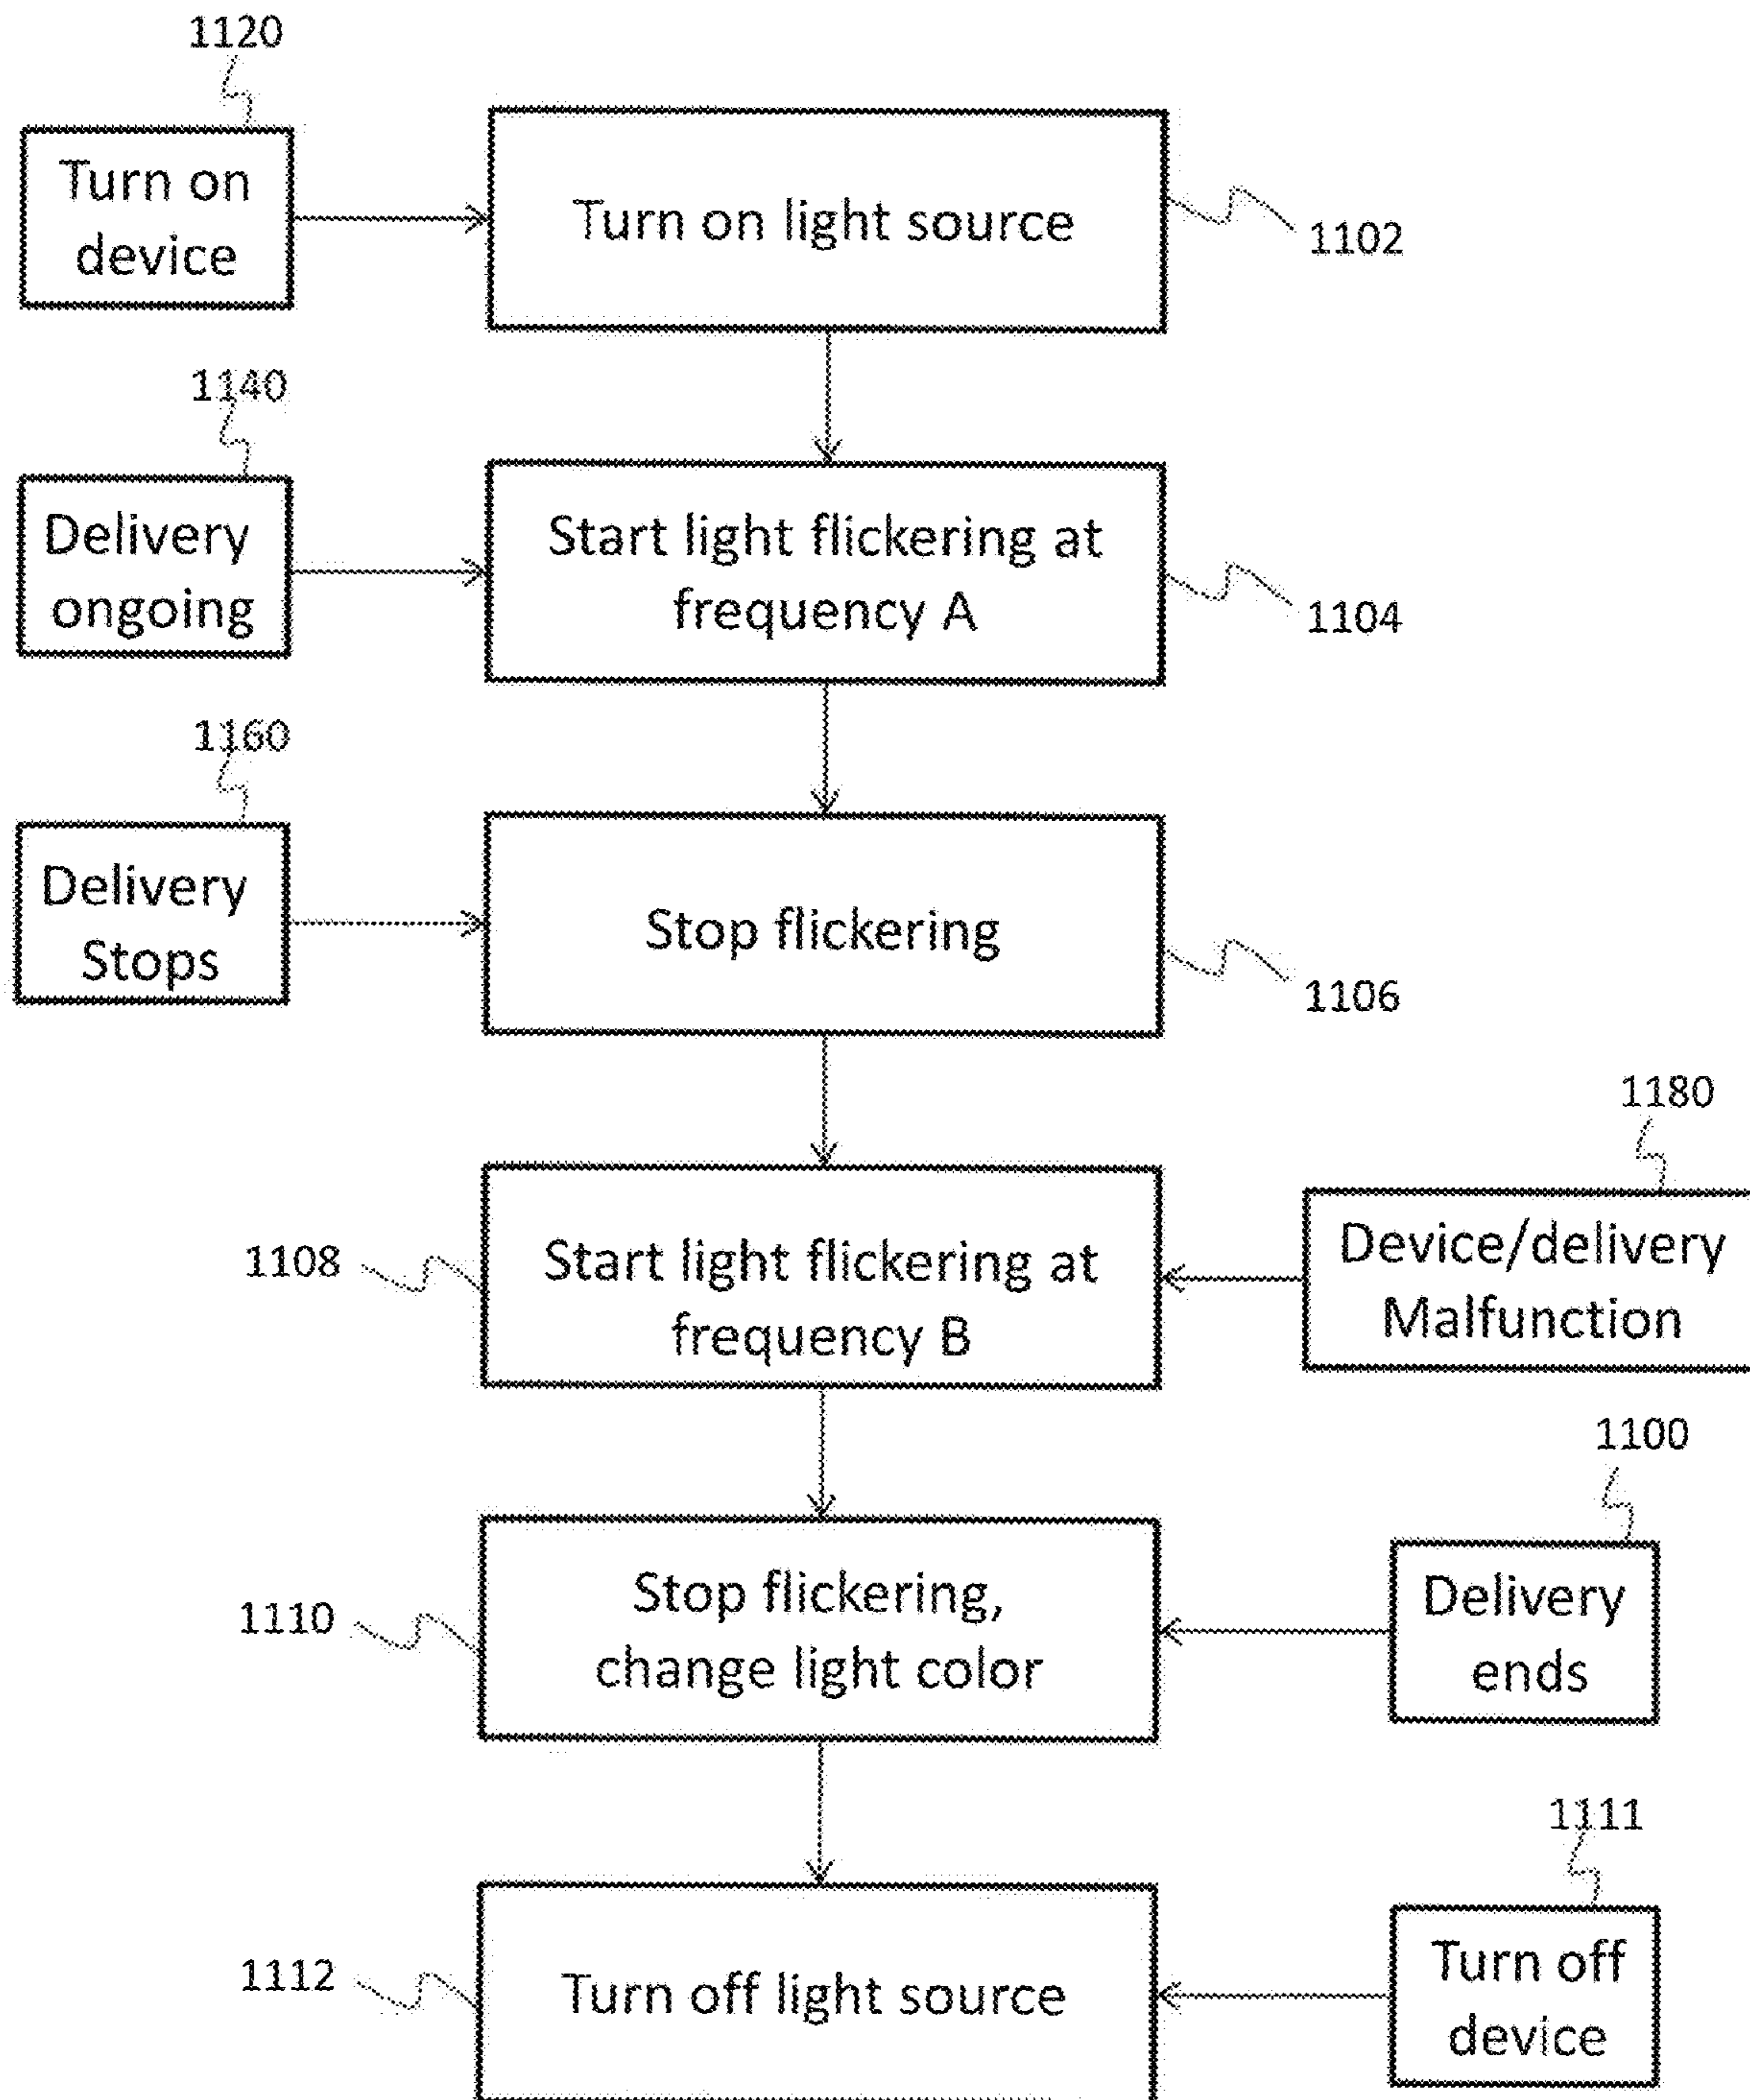 1120
Turn on
device
Turn on light source
1102
1140
Delivery
ongoing
Start light flickering at
frequency A
1104
1160
Delivery
Stops
Stop flickering
1106
1180
1108
Start light flickering at
frequency B
Device/delivery
Malfunction
1100
1110
Stop flickering,
change light color
Delivery
ends
1111
1112
Turn off light source
Turn off
device